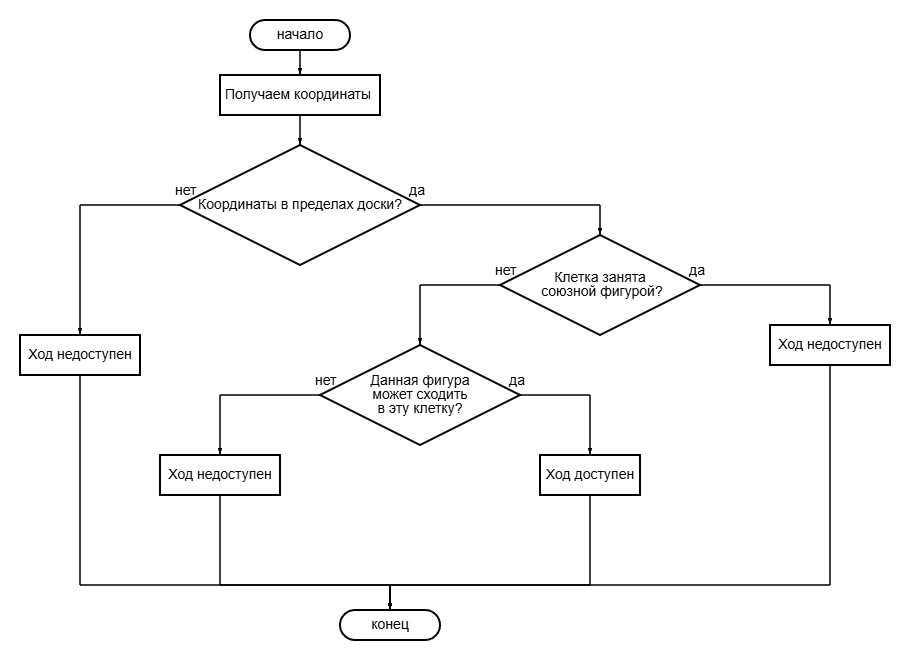 начало
Получаем координаты
нет
да
Координаты в пределах доски?
нет
да
Клетка занята
союзной фигурой?
Ход недоступен
Ход недоступен
нет
да
Данная фигура
может сходить
в эту клетку?
Ход недоступен
Ход доступен
конец